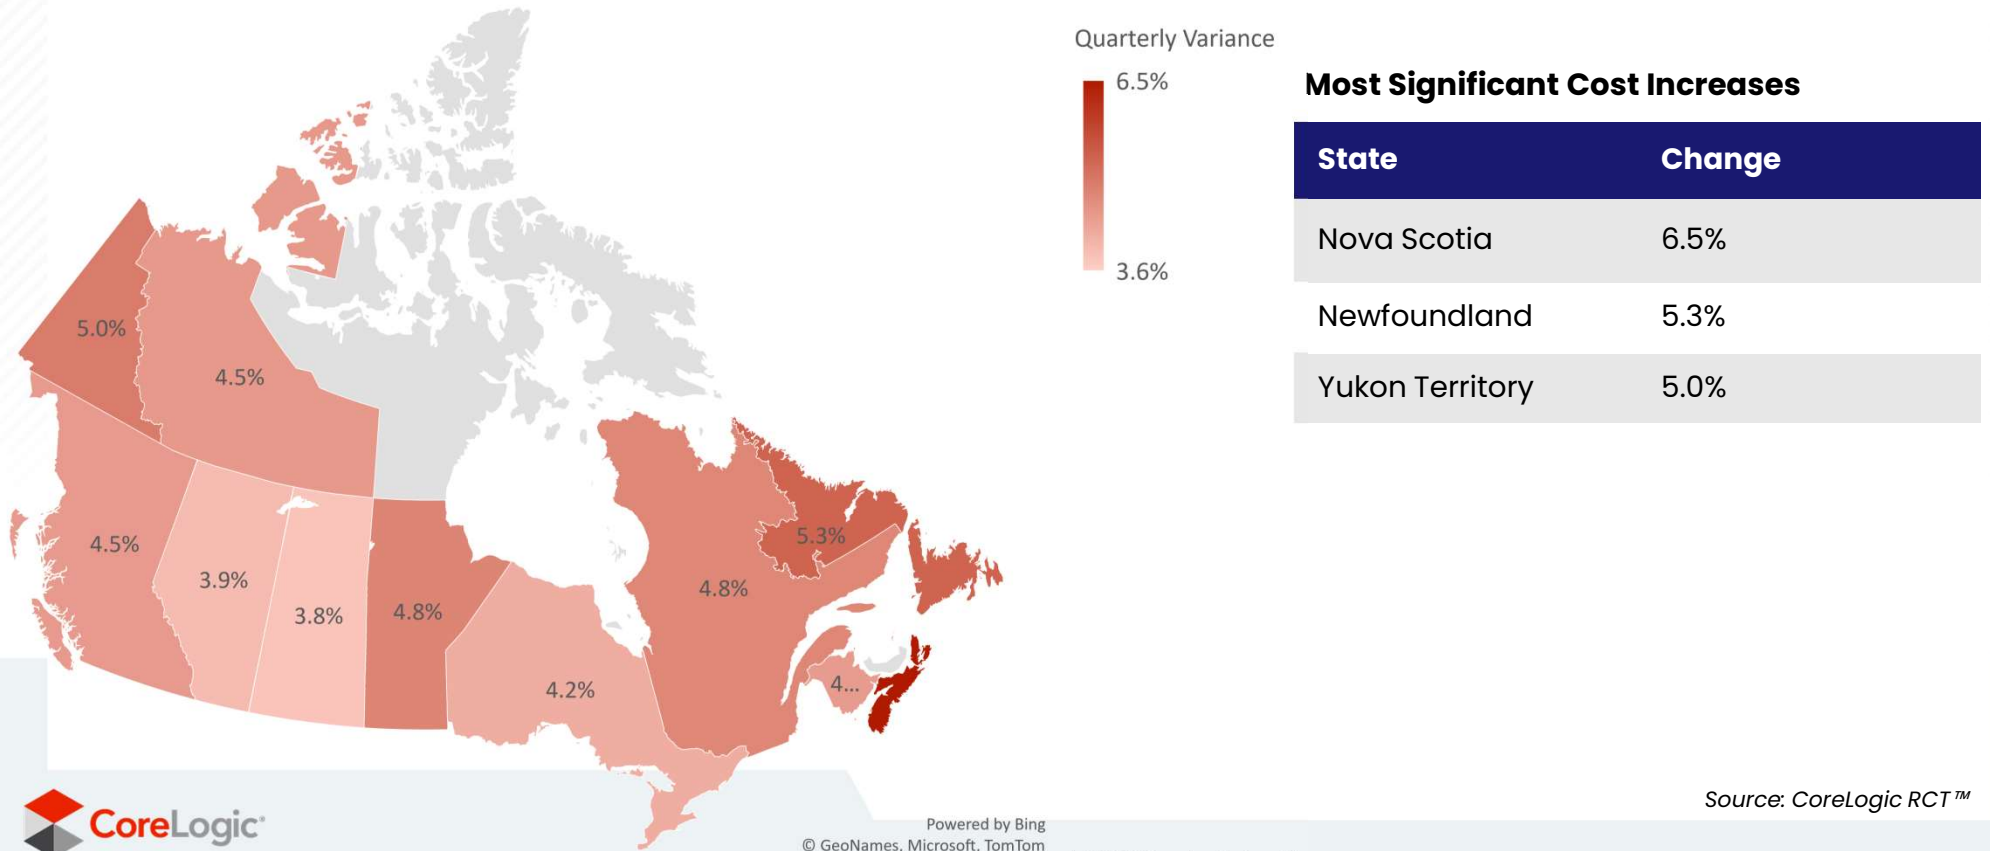 Quarterly Variance
6.5%
3.6%
Most Significant Cost Increases
State Change
Nova Scotia 6.5%
Newfoundland 5.3%
Yukon Territory 5.0%
5.0%
4.5%
4.5%
3.9%
3.8%
4.8%
4.2%
4.8%
5.3%
4...
Source: CoreLogic RCT™
CoreLogic®
Powered by Bing
© GeoNames, Microsoft, TomTom